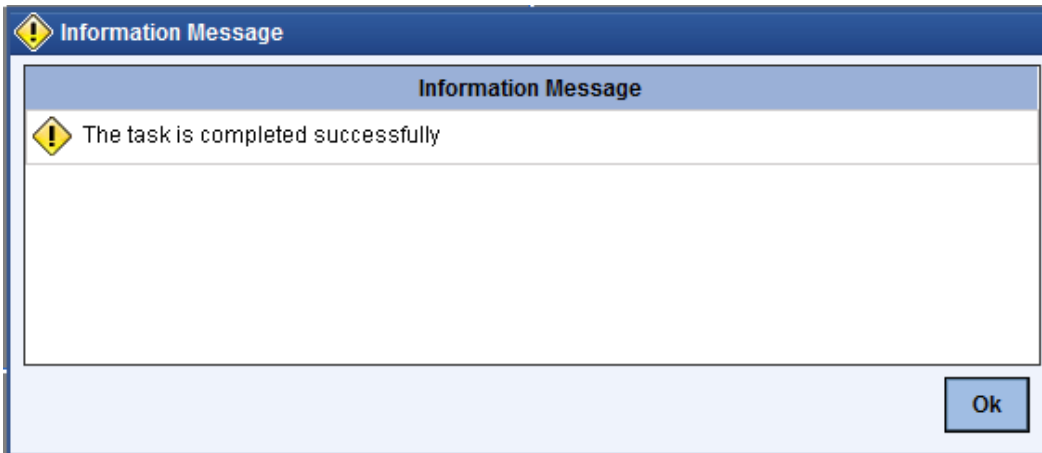 Information Message
Information Message
The task is completed successfully
Ok